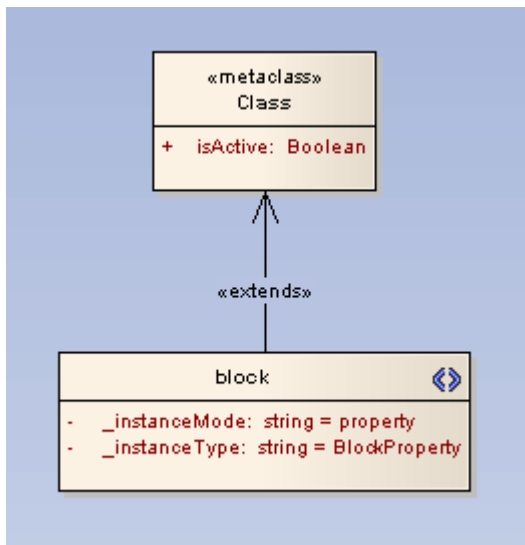 «metaclass»
Class
+ isActive: Boolean
«extends»
block
- _instanceMode: string = property
- _instanceType: string = BlockProperty